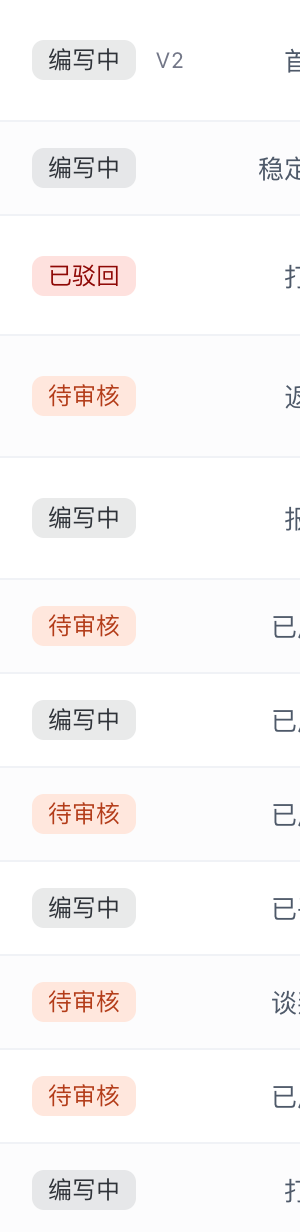 编写中 V2 首
编写中 稳定
已驳回 打
待审核 返
编写中 报
待审核 已
编写中 已
待审核 已
编写中 已
待审核 谈
待审核 已
编写中 打